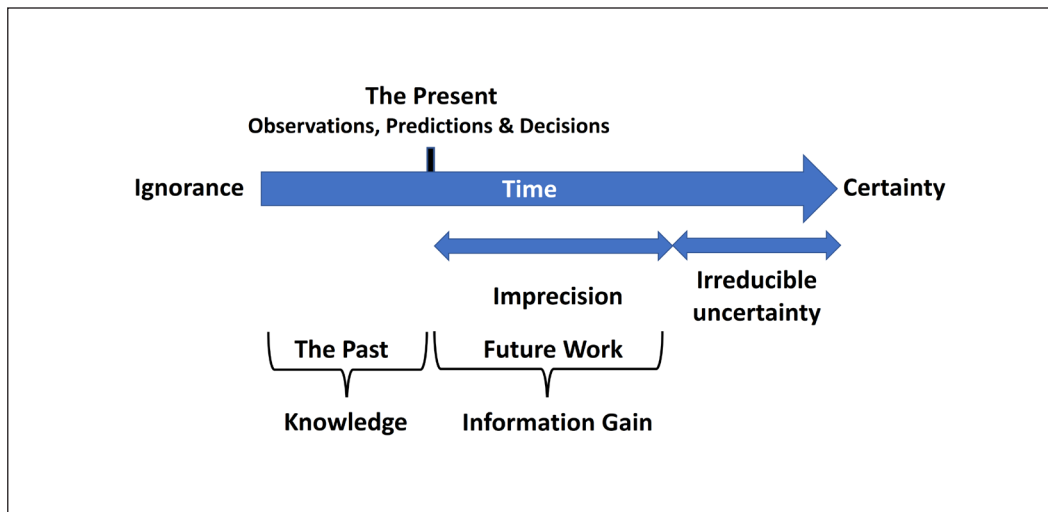 The Present
Observations, Predictions & Decisions
Ignorance
Time
Certainty
Imprecision
Irreducible
uncertainty
The Past
Future Work
Knowledge
Information Gain